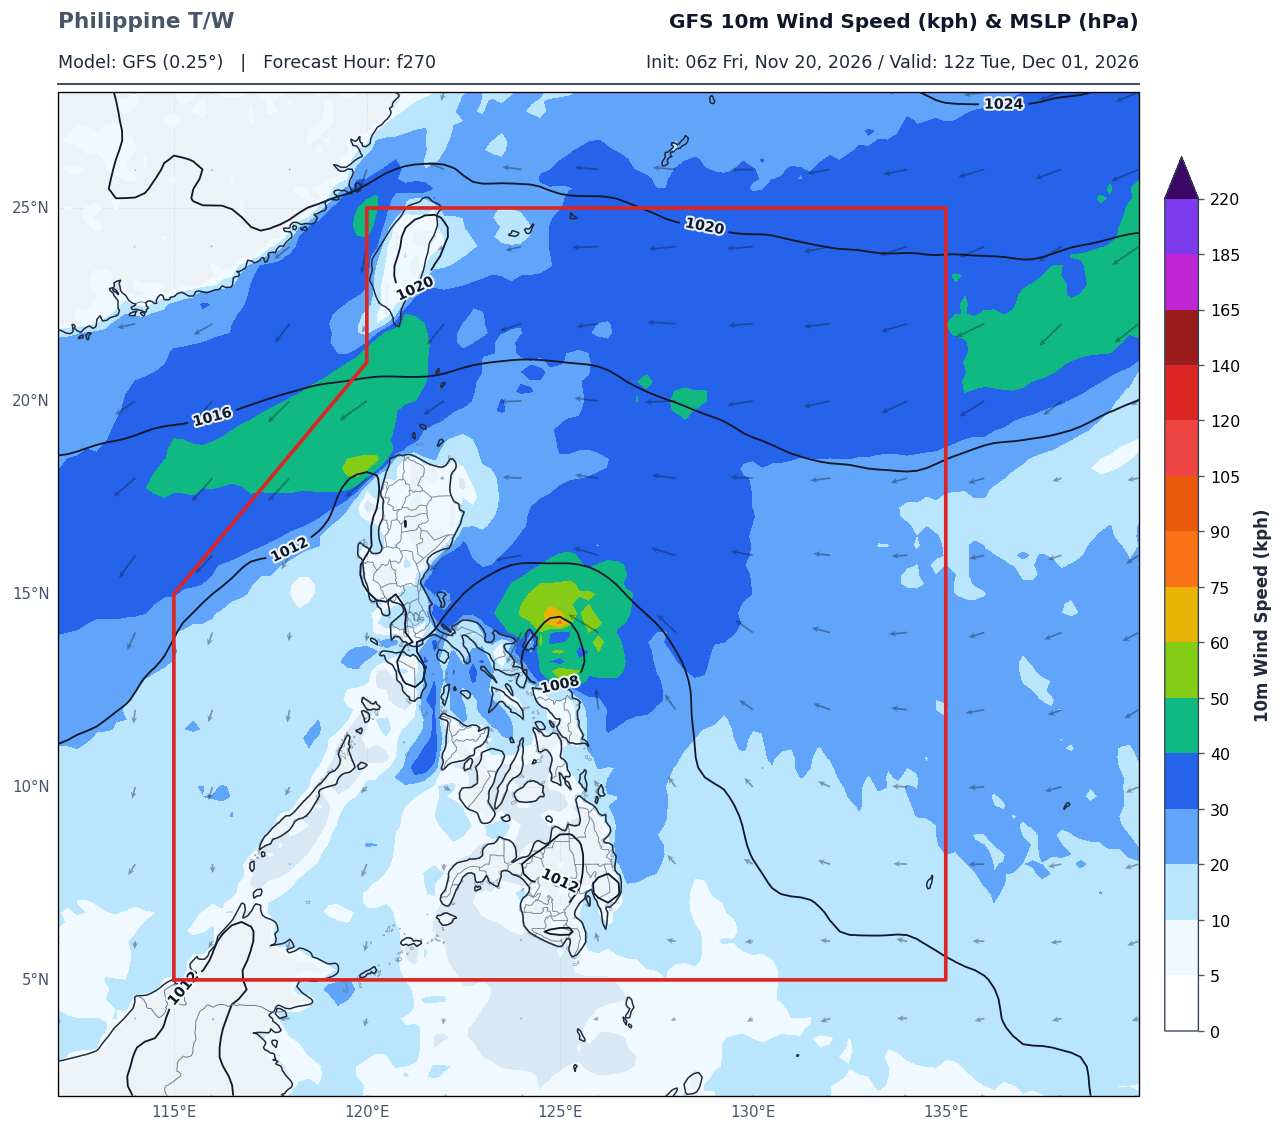 Philippine T/W
GFS 10m Wind Speed (kph) & MSLP (hPa)
Model: GFS (0.25°) | Forecast Hour: f270
Init: 06z Fri, Nov 20, 2026 / Valid: 12z Tue, Dec 01, 2026
1024
1020
1020
1016
1012
1008
1012
1012
25°N
20°N
15°N
10°N
5°N
115°E
120°E
125°E
130°E
135°E
220
185
165
140
120
105
90
75
60
50
40
30
20
10
5
0
10m Wind Speed (kph)